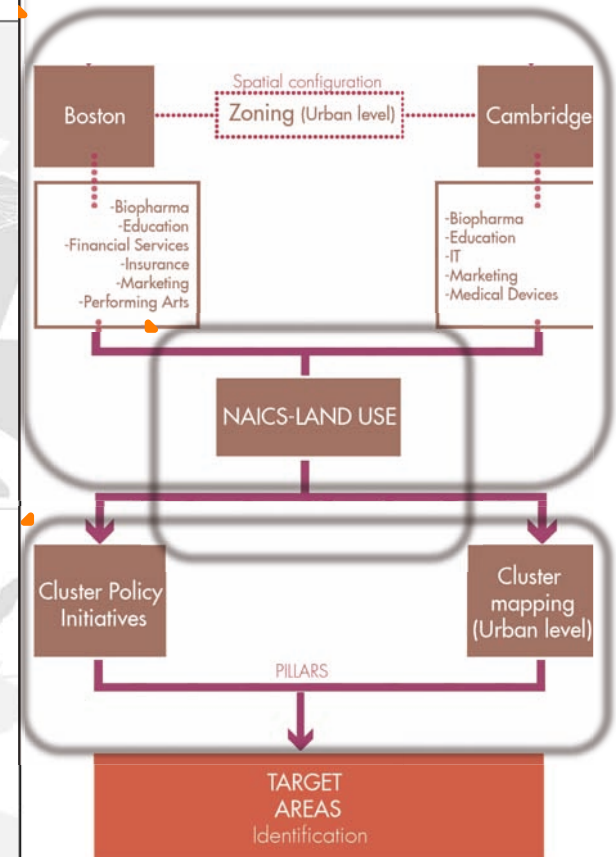 Spatial configuration
Boston
Zoning (Urban level)
Cambridge
-Biopharma
-Education
-Financial Services
-Insurance
-Marketing
-Performing Arts
-Biopharma
-Education
-IT
-Marketing
-Medical Devices
NAICS-LAND USE
Cluster Policy
Initiatives
Cluster
mapping
(Urban level)
PILLARS
TARGET
AREAS
Identification